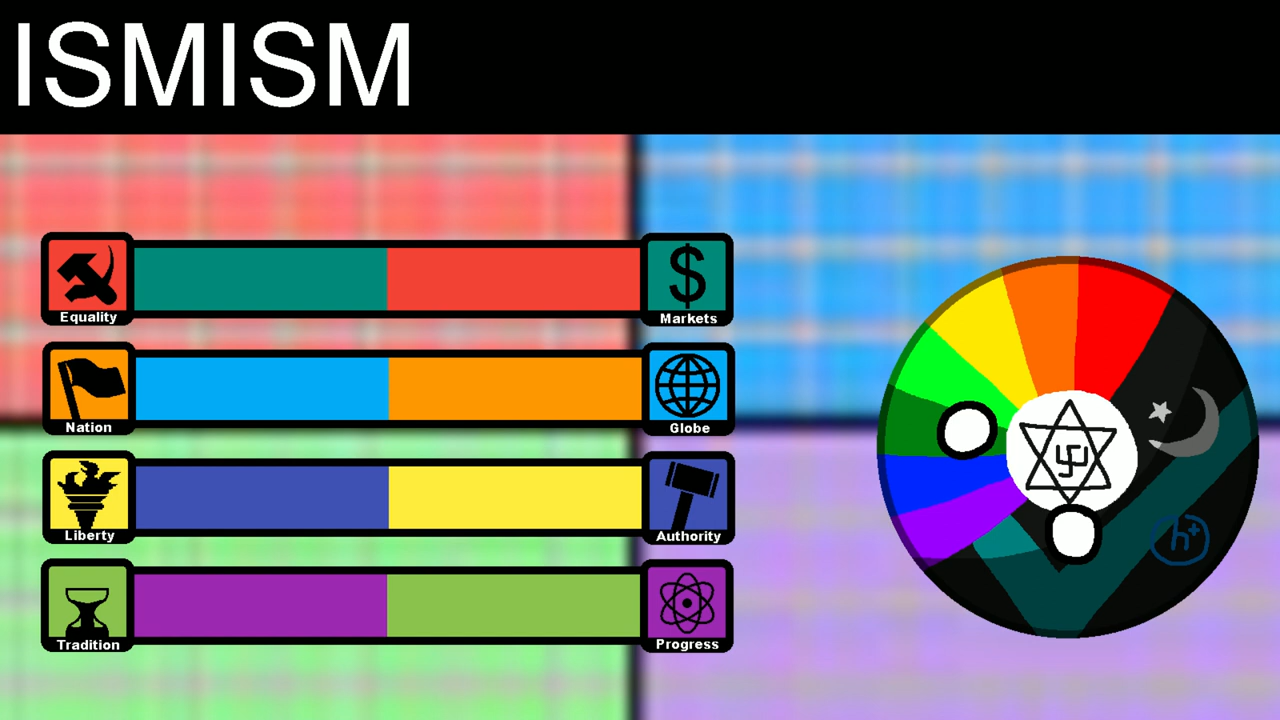 ISMISM
Equality
Markets
Nation
Globe
Liberty
Authority
Tradition
Progress
$
h+